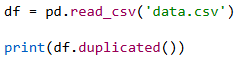 df = pd.read_csv('data.csv')
print(df.duplicated())